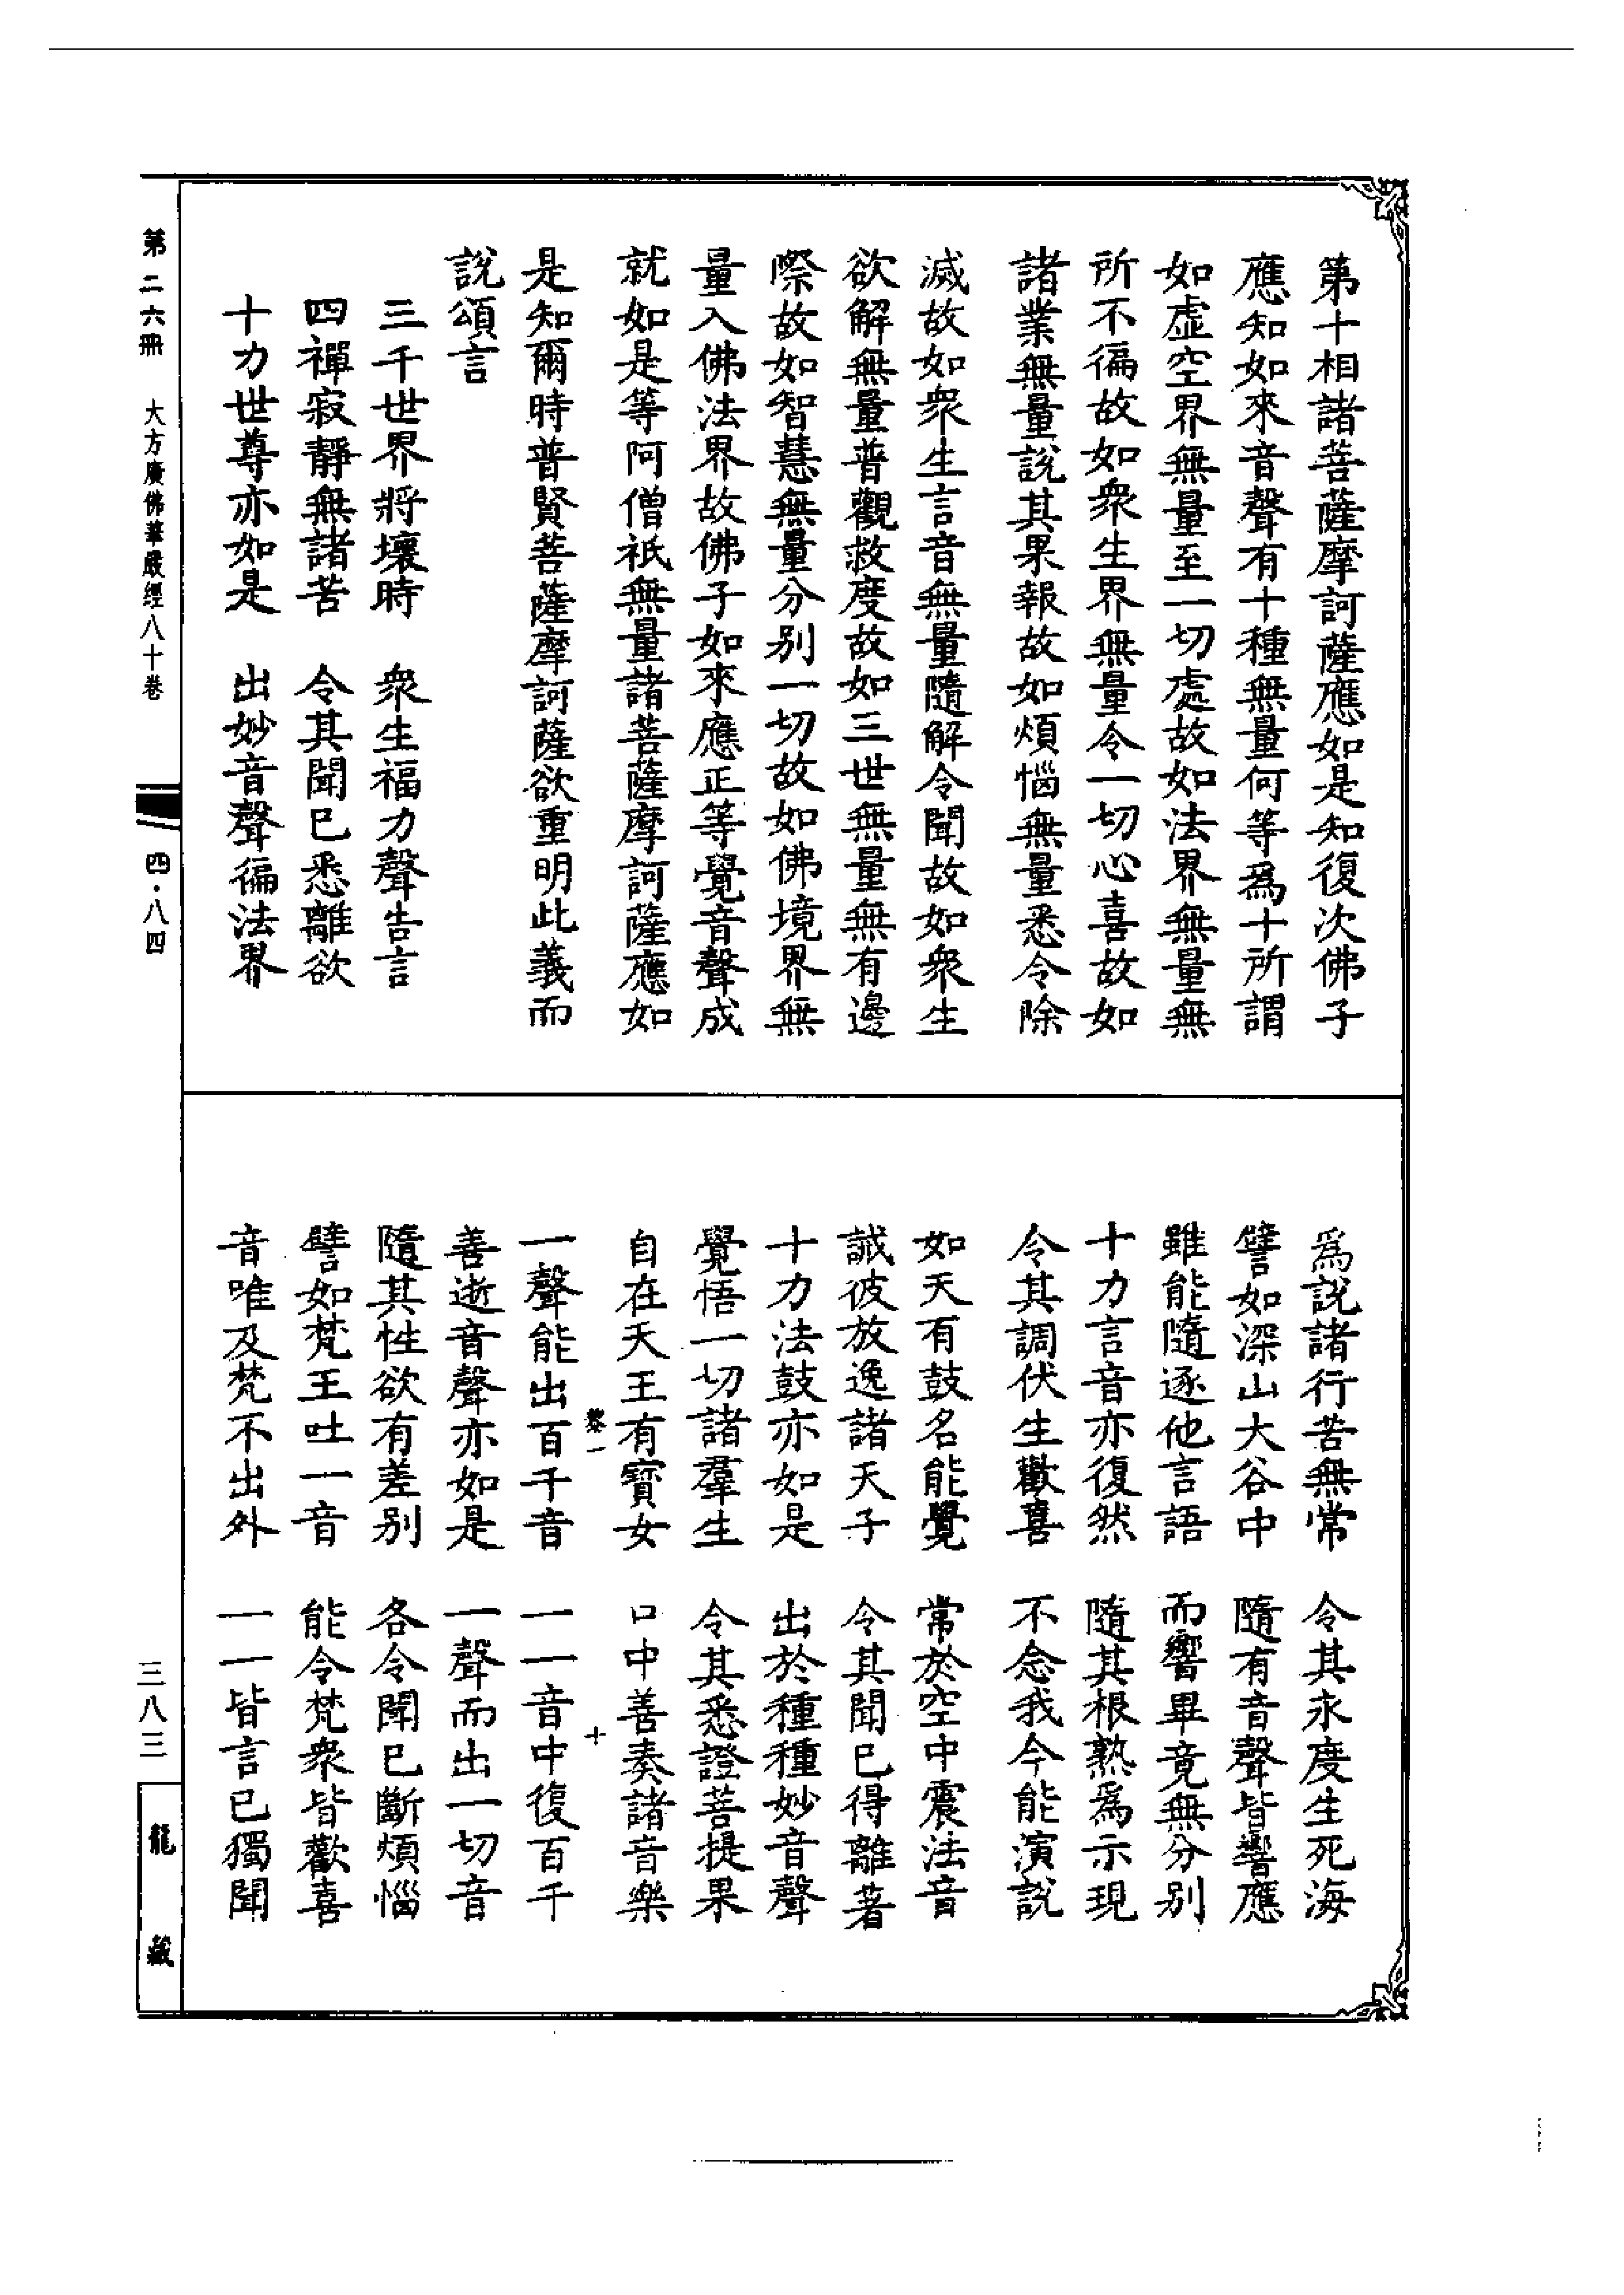 第十相諸菩薩摩訶薩應如是知復次佛子
應知如來音聲有十種無量何等爲十所謂
如虛空界無量至一切處故如法界無量無
所不徧故如衆生界無量令一切心喜故如
諸業無量說其果報故如煩惱無量悉令除
滅故如衆生言音無量隨解令聞故如衆生
欲解無量普觀救度故如三世無量無有邊
際故如智慧無量分別一切故如佛境界無
量入佛法界故佛子如來應正等覺音聲成
就如是等阿僧祇無量諸菩薩摩訶薩應如
是知爾時普賢菩薩摩訶薩欲重明此義而
說頌言
三千世界將壞時　衆生福力聲告言
四禪寂靜無諸苦　令其聞已悉離欲
十力世尊亦如是　出妙音聲徧法界
爲說諸行苦無常　令其永度生死海
譬如深山大谷中　隨有音聲皆響應
雖能隨逐他言語　而響畢竟無分別
十力言音亦復然　隨其根熟爲示現
令其調伏生歡喜　不念我今能演說
如天有鼓名能覺　常於空中震法音
誡彼放逸諸天子　令其聞已得離著
十力法鼓亦如是　出於種種妙音聲
覺悟一切諸羣生　令其悉證菩提果
自在天王有寶女　口中善奏諸音樂
一　十
一聲能出百千音　一一音中復百千
善逝音聲亦如是　一聲而出一切音
隨其性欲有差別　各令聞已斷煩惱
譬如梵王吐一音　能令梵衆皆歡喜
音唯及梵不出外　一一皆言已獨聞
第二六冊　大方廣佛華嚴經八十卷　四·八四
三八三
龍藏